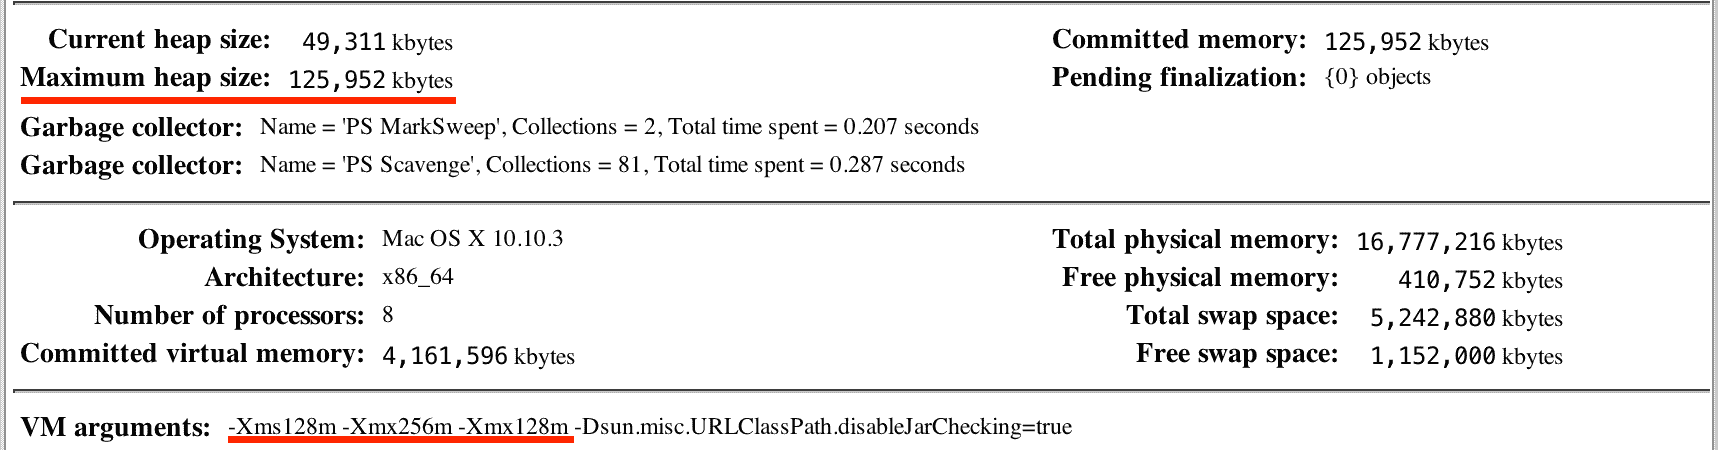 Current heap size: 49,311 kbytes
Committed memory: 125,952 kbytes
Maximum heap size: 125,952 kbytes
Pending finalization: {0} objects
Garbage collector: Name = 'PS MarkSweep', Collections = 2, Total time spent = 0.207 seconds
Garbage collector: Name = 'PS Scavenge', Collections = 81, Total time spent = 0.287 seconds
Operating System: Mac OS X 10.10.3
Total physical memory: 16,777,216 kbytes
Architecture: x86_64
Free physical memory: 410,752 kbytes
Number of processors: 8
Total swap space: 5,242,880 kbytes
Committed virtual memory: 4,161,596 kbytes
Free swap space: 1,152,000 kbytes
VM arguments: -Xms128m -Xmx256m -Xmx128m -Dsun.misc.URLClassPath.disableJarChecking=true